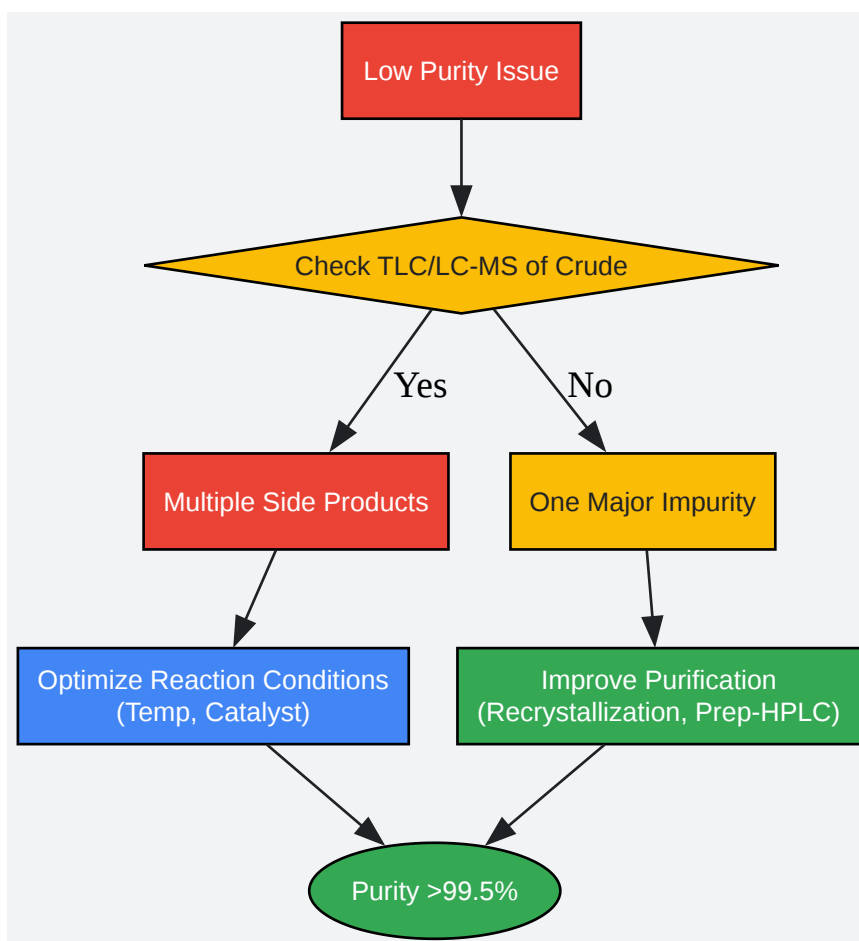 Low Purity Issue
Check TLC/LC-MS of Crude
Yes
No
Multiple Side Products
One Major Impurity
Optimize Reaction Conditions
(Temp, Catalyst)
Improve Purification
(Recrystallization, Prep-HPLC)
Purity >99.5%